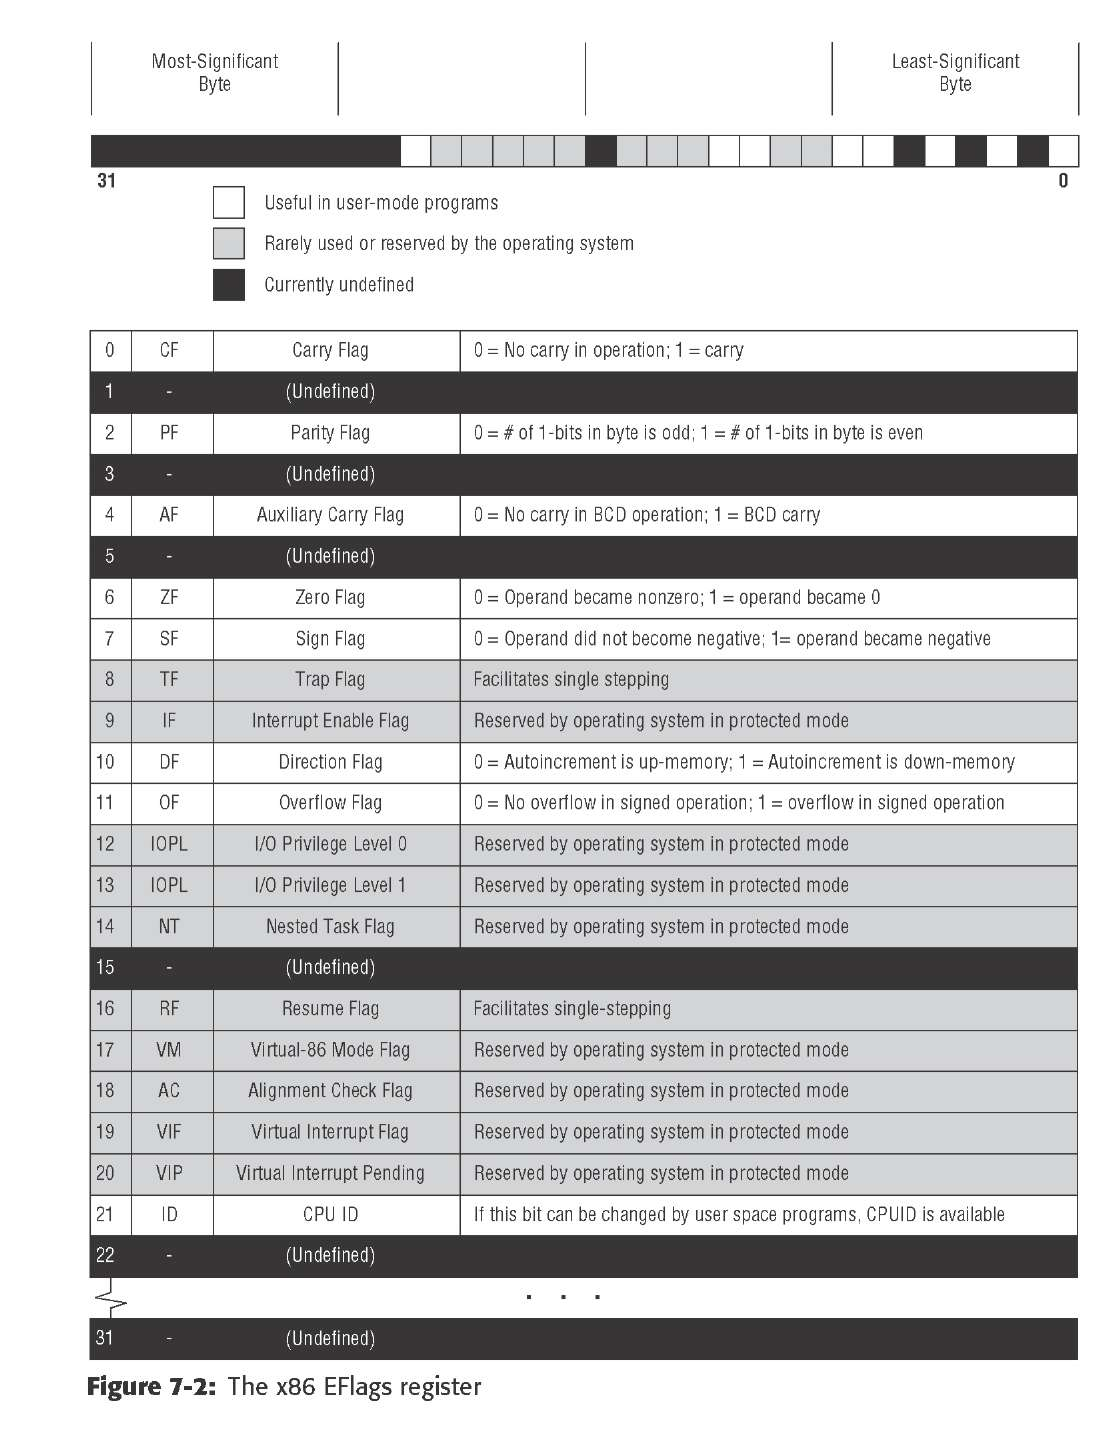 Most-Significant
Byte
Least-Significant
Byte
31
0
Useful in user-mode programs
Rarely used or reserved by the operating system
Currently undefined
0 CF Carry Flag 0 = No carry in operation; 1 = carry
1 - (Undefined)
2 PF Parity Flag 0 = # of 1-bits in byte is odd; 1 = # of 1-bits in byte is even
3 - (Undefined)
4 AF Auxiliary Carry Flag 0 = No carry in BCD operation; 1 = BCD carry
5 - (Undefined)
6 ZF Zero Flag 0 = Operand became nonzero; 1 = operand became 0
7 SF Sign Flag 0 = Operand did not become negative; 1= operand became negative
8 TF Trap Flag Facilitates single stepping
9 IF Interrupt Enable Flag Reserved by operating system in protected mode
10 DF Direction Flag 0 = Autoincrement is up-memory; 1 = Autoincrement is down-memory
11 OF Overflow Flag 0 = No overflow in signed operation; 1 = overflow in signed operation
12 IOPL I/O Privilege Level 0 Reserved by operating system in protected mode
13 IOPL I/O Privilege Level 1 Reserved by operating system in protected mode
14 NT Nested Task Flag Reserved by operating system in protected mode
15 - (Undefined)
16 RF Resume Flag Facilitates single-stepping
17 VM Virtual-86 Mode Flag Reserved by operating system in protected mode
18 AC Alignment Check Flag Reserved by operating system in protected mode
19 VIF Virtual Interrupt Flag Reserved by operating system in protected mode
20 VIP Virtual Interrupt Pending Reserved by operating system in protected mode
21 ID CPU ID If this bit can be changed by user space programs, CPUID is available
22 - (Undefined)
. . .
31 - (Undefined)
Figure 7-2: The x86 EFlags register